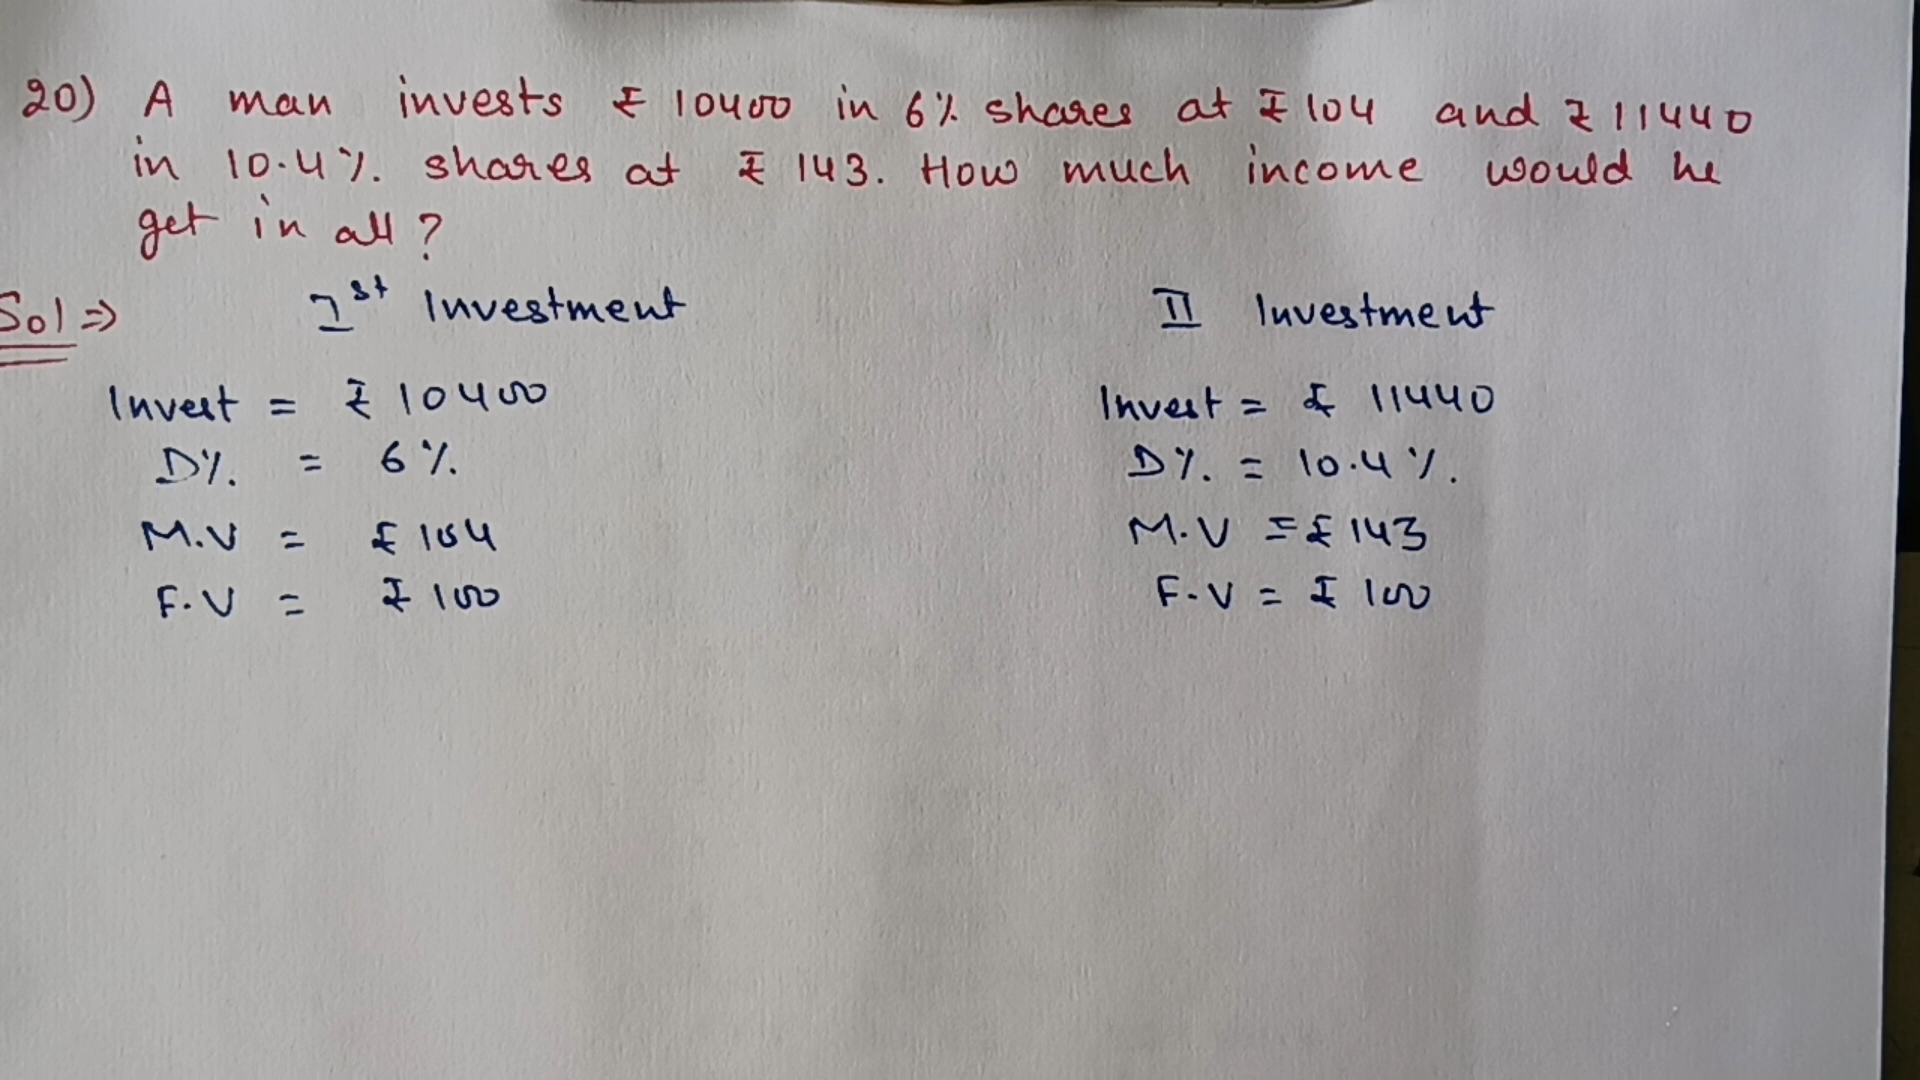 20) A man invests ₹ 10400 in 6% shares at ₹ 104 and ₹ 11440
in 10.4%. shares at ₹ 143. How much income would he
get in all?
Sol ⇒ Ist Investment II Investment
Invest = ₹ 10400 Invest = ₹ 11440
D%. = 6%. D%. = 10.4%.
M.V = ₹ 104 M.V = ₹ 143
F.V = ₹ 100 F.V = ₹ 100